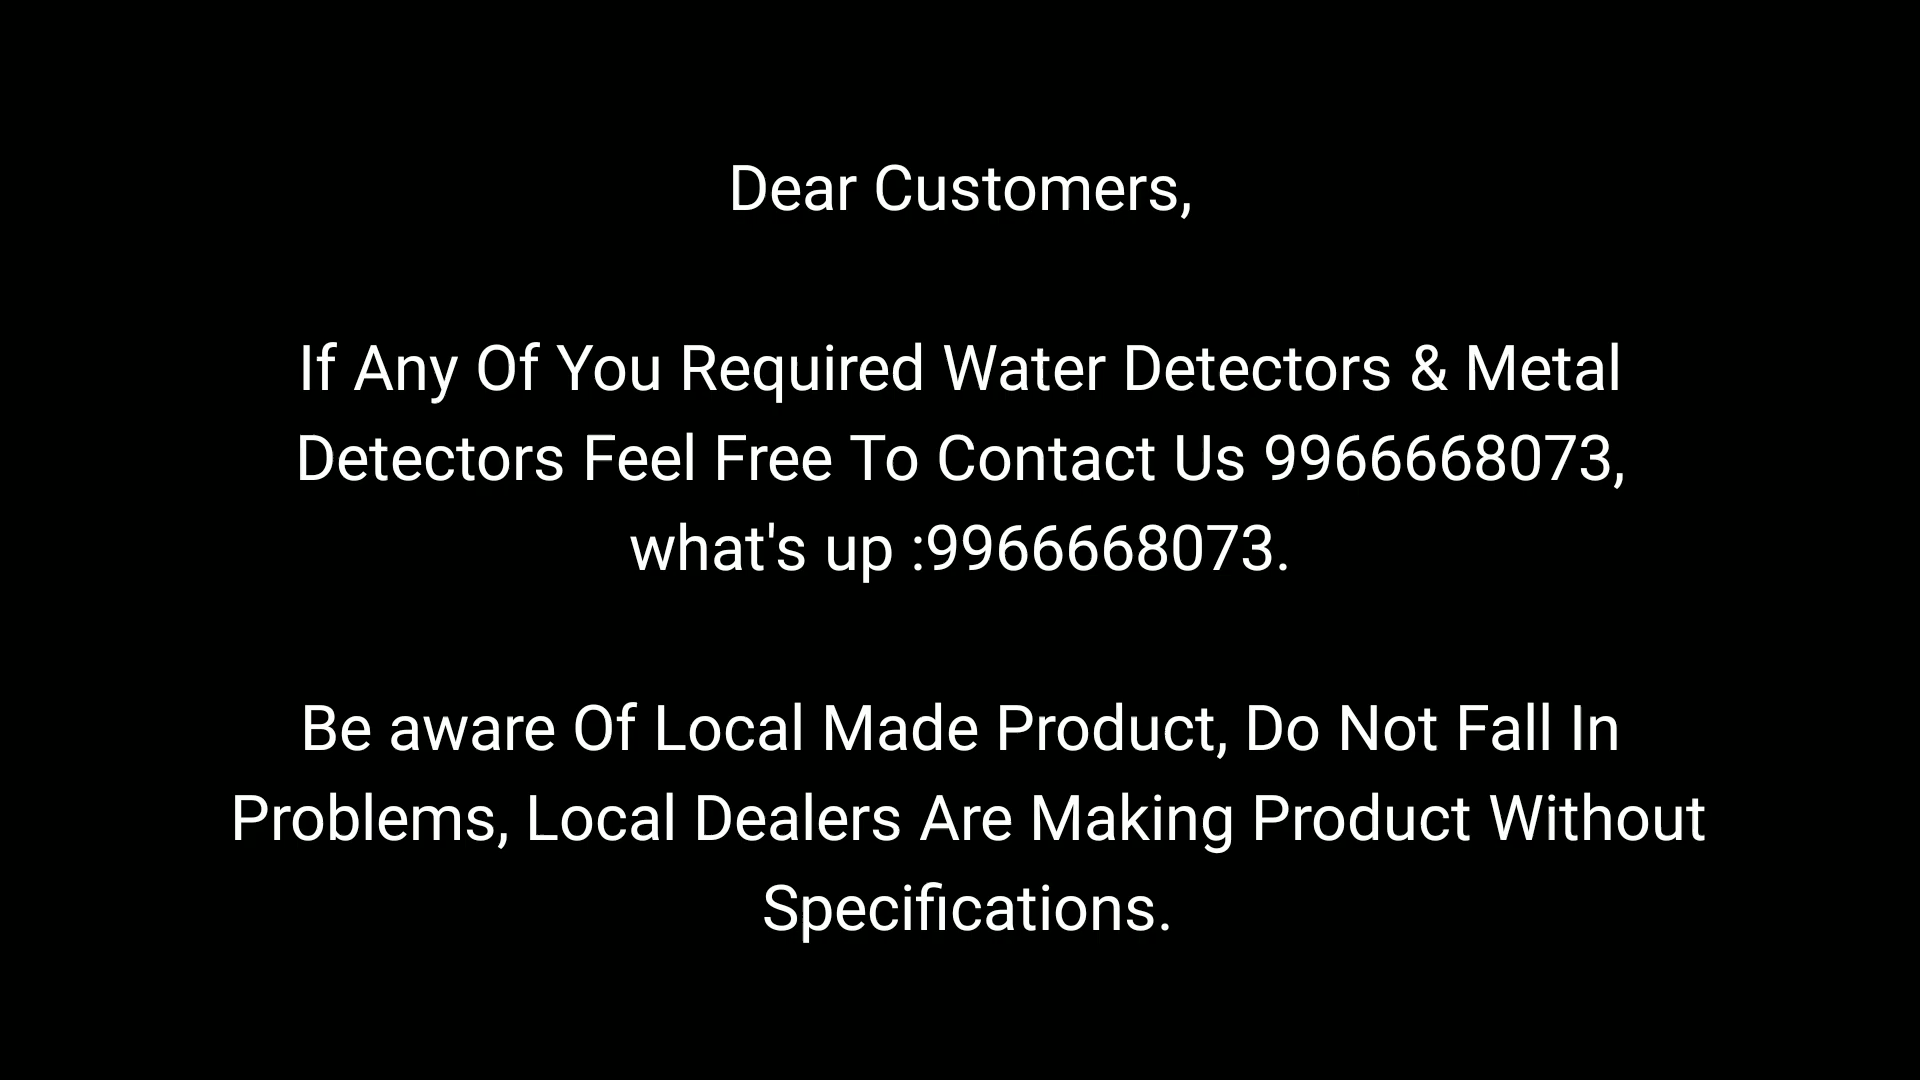 Dear Customers,
If Any Of You Required Water Detectors & Metal
Detectors Feel Free To Contact Us 9966668073,
what's up :9966668073.
Be aware Of Local Made Product, Do Not Fall In
Problems, Local Dealers Are Making Product Without
Specifications.